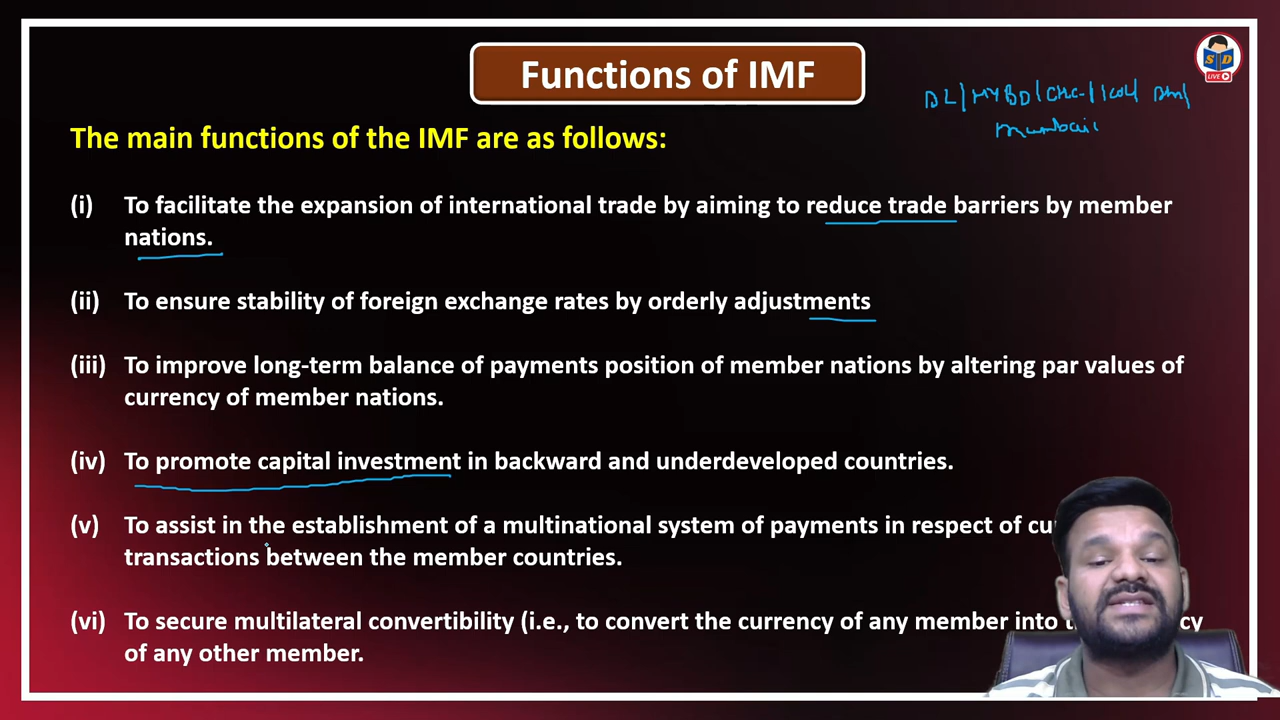 Functions of IMF
S D
LIVE
The main functions of the IMF are as follows:
(i) To facilitate the expansion of international trade by aiming to reduce trade barriers by member
nations.
(ii) To ensure stability of foreign exchange rates by orderly adjustments
(iii) To improve long-term balance of payments position of member nations by altering par values of
currency of member nations.
(iv) To promote capital investment in backward and underdeveloped countries.
(v) To assist in the establishment of a multinational system of payments in respect of
transactions between the member countries.
(vi) To secure multilateral convertibility (i.e., to convert the currency of any member into
of any other member.